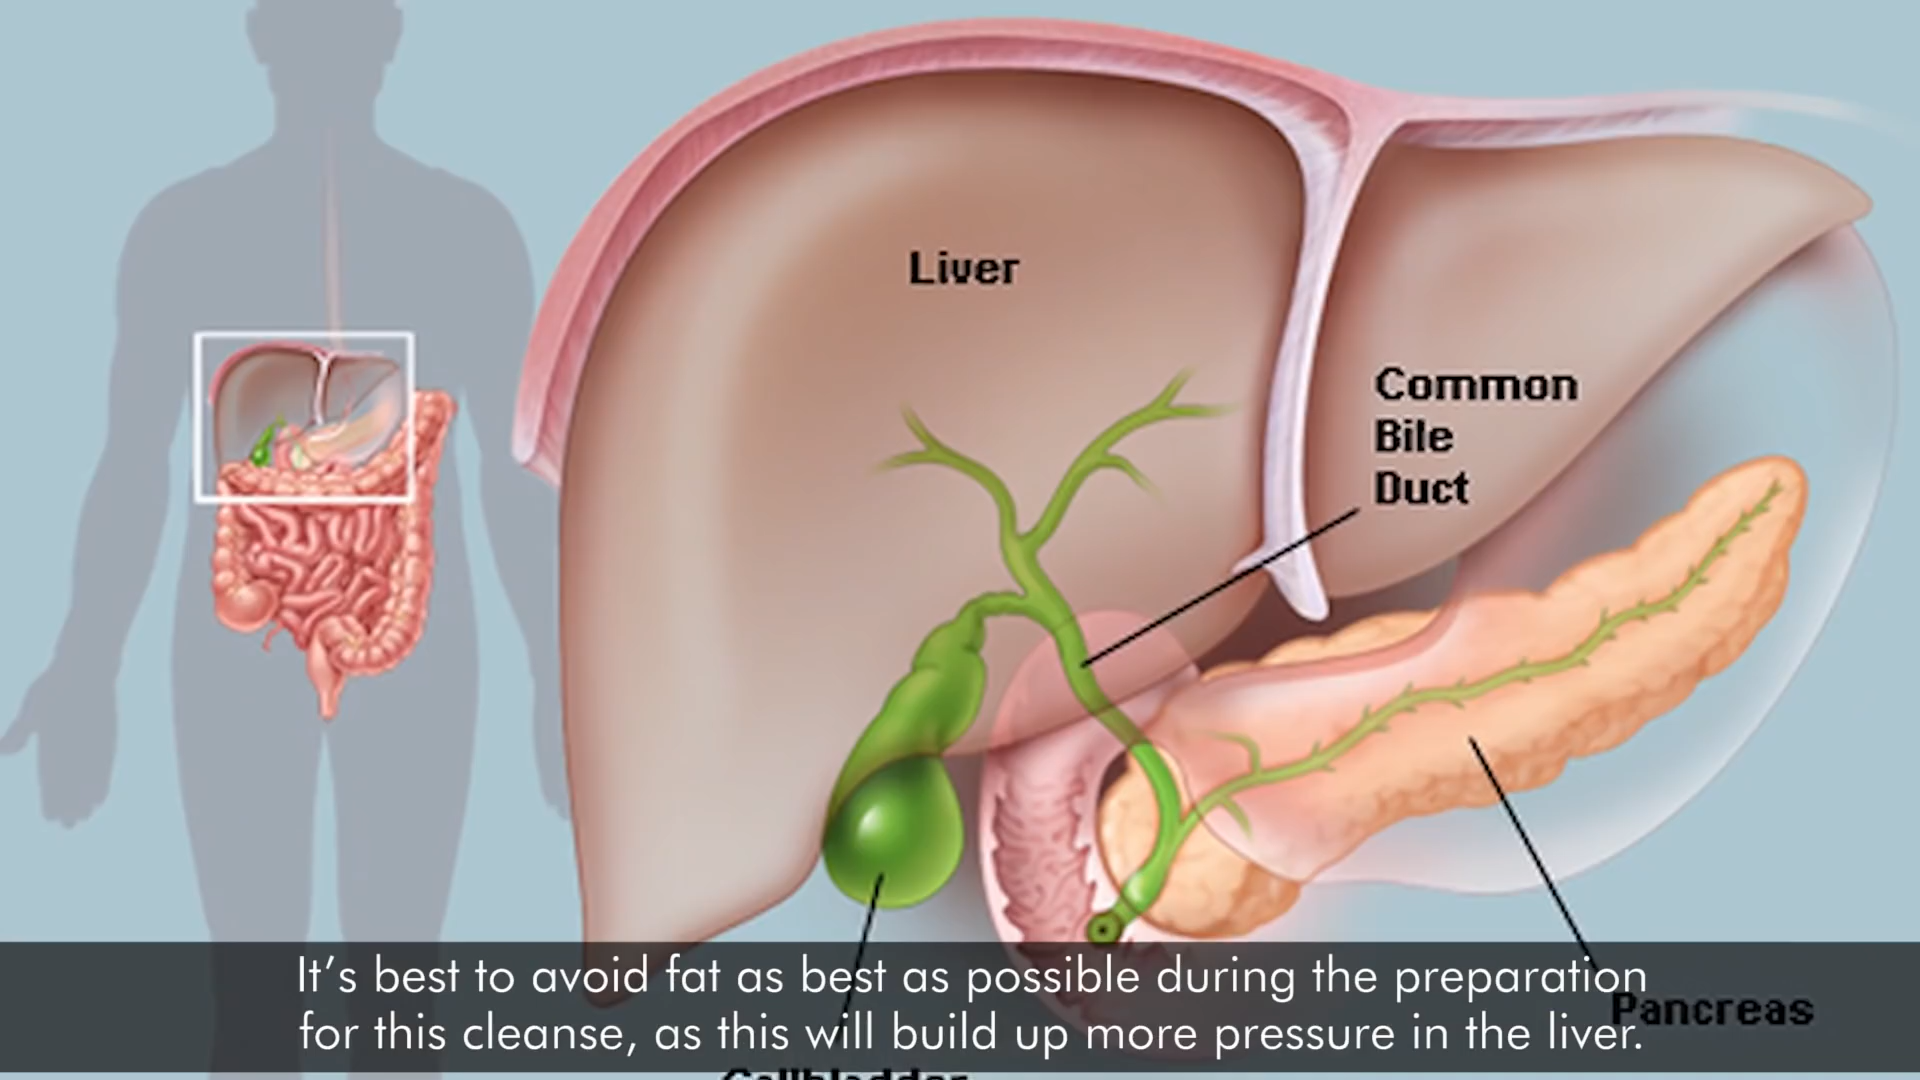 Liver
Common
Bile
Duct
It's best to avoid fat as best as possible during the preparation
for this cleanse, as this will build up more pressure in the liver.
Pancreas
Gallbladder